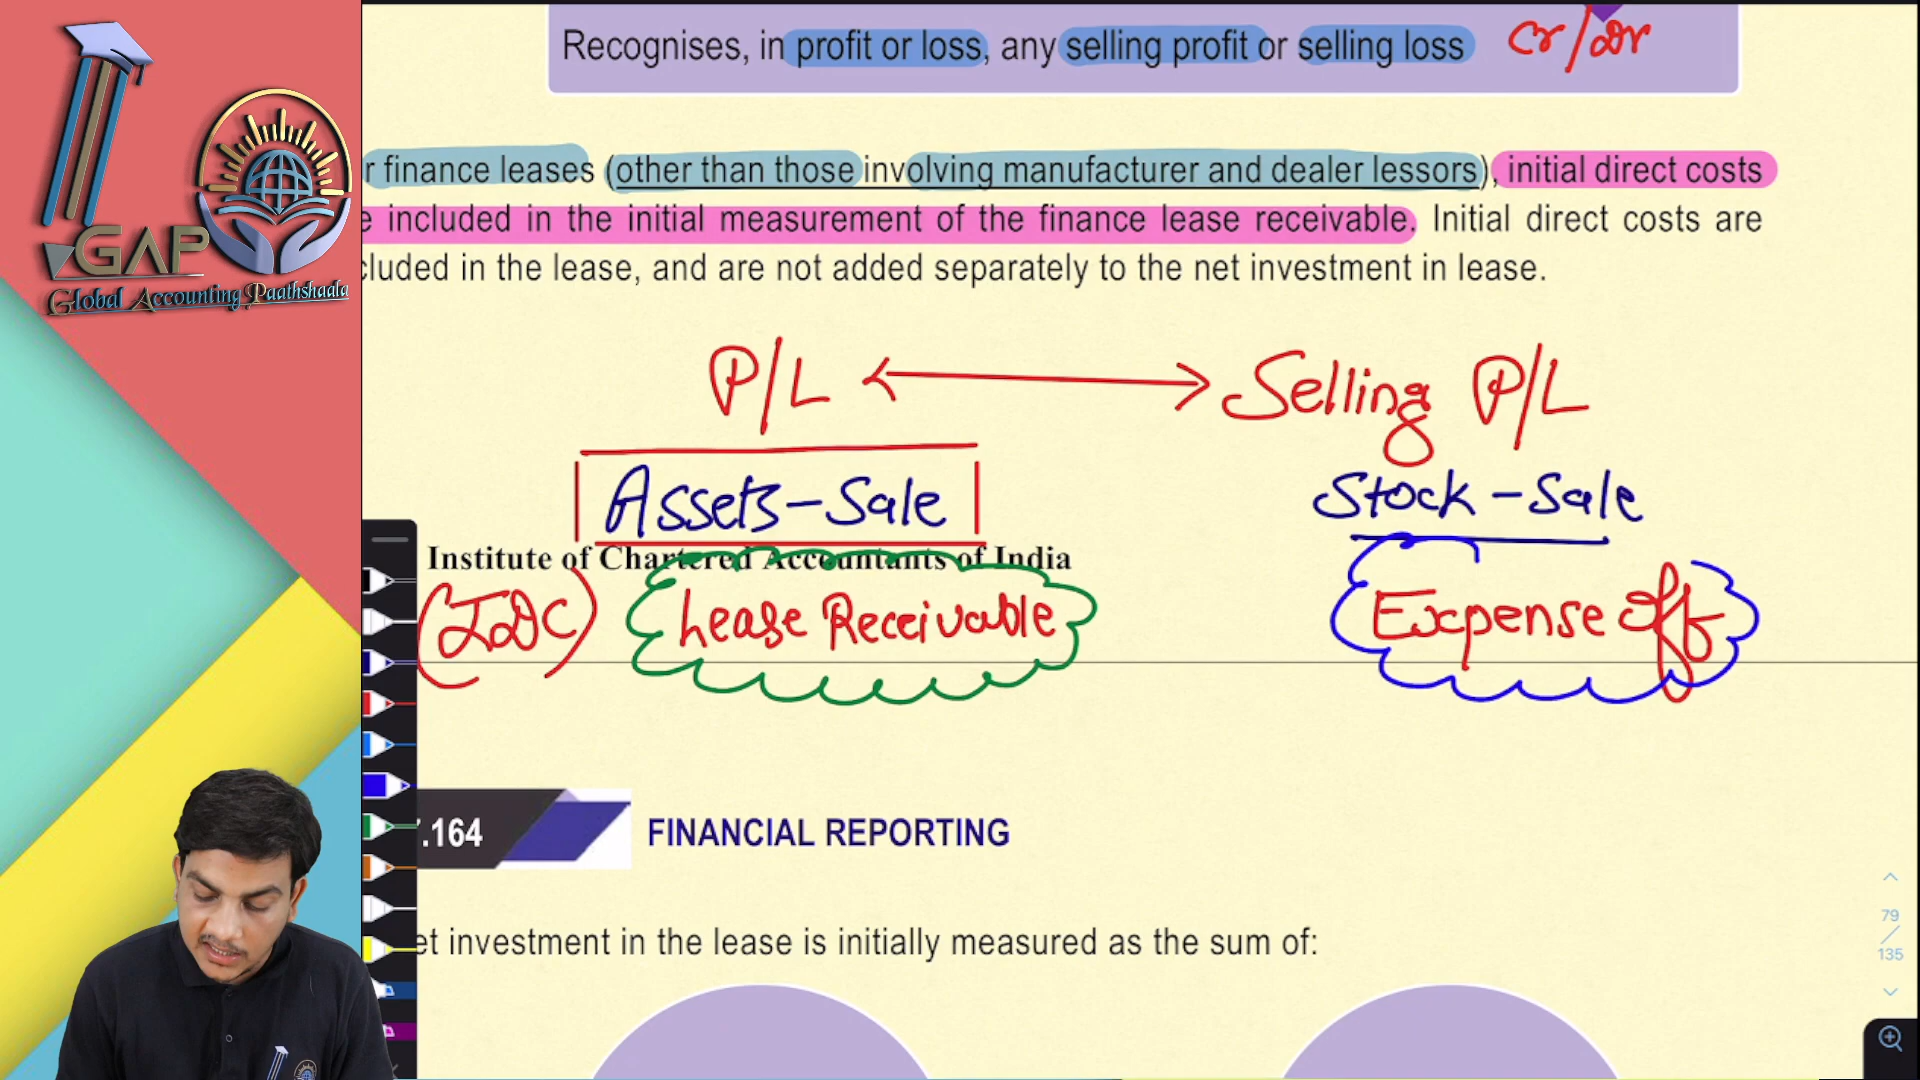 Recognises, in profit or loss, any selling profit or selling loss Cr/Dr
r finance leases (other than those involving manufacturer and dealer lessors), initial direct costs
e included in the initial measurement of the finance lease receivable. Initial direct costs are
cluded in the lease, and are not added separately to the net investment in lease.
GAP
Global Accounting Paathshaala
P/L Selling P/L
Assets-Sale Stock-Sale
Institute of Chartered Accountants of India
(IDC) Lease Receivable Expense off
.164 FINANCIAL REPORTING
et investment in the lease is initially measured as the sum of:
79
/
135